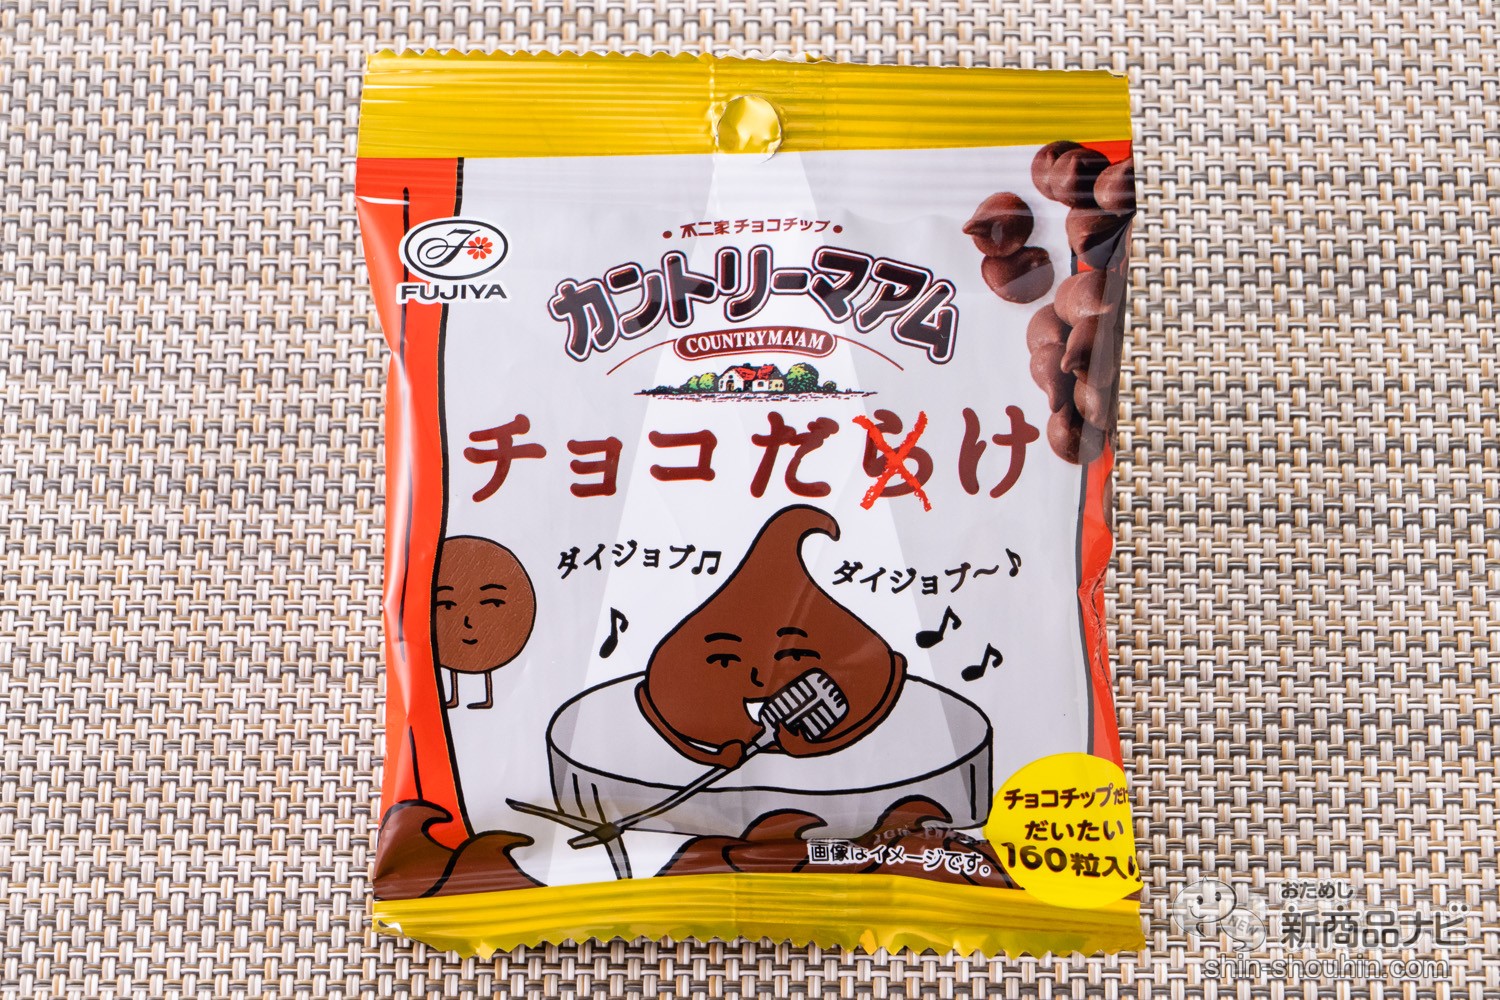 不二家 チョコチップ
FUJIYA
カントリーマアム
COUNTRY MA'AM
チョコだらけ
ダイジョブ♫
ダイジョブ～♪
チョコチップだけ
だいたい
160粒入り
画像はイメージです。
おためし
新商品ナビ
shin-shouhin.com
NEW